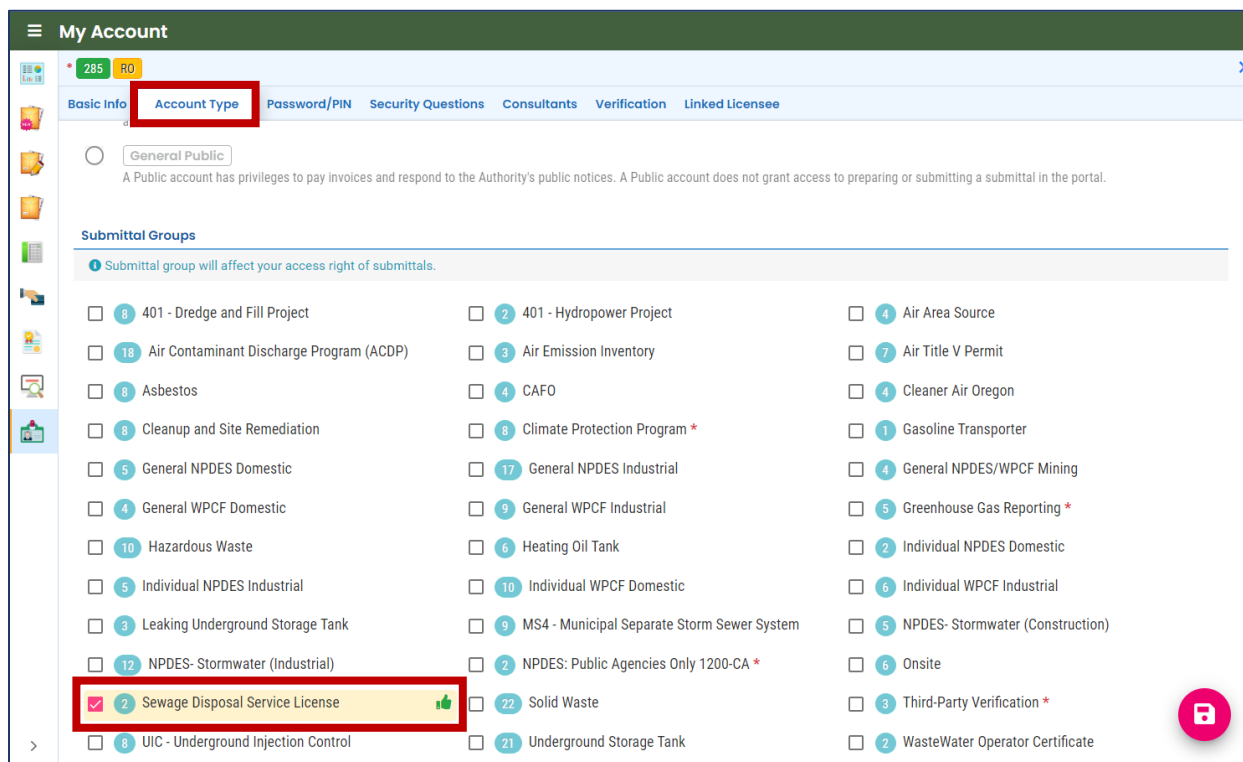 My Account
* 285 RO
Basic Info Account Type Password/PIN Security Questions Consultants Verification Linked Licensee
General Public
A Public account has privileges to pay invoices and respond to the Authority's public notices. A Public account does not grant access to preparing or submitting a submittal in the portal.
Submittal Groups
Submittal group will affect your access right of submittals.
8 401 - Dredge and Fill Project 2 401 - Hydropower Project 4 Air Area Source
18 Air Contaminant Discharge Program (ACDP) 3 Air Emission Inventory 7 Air Title V Permit
8 Asbestos 4 CAFO 4 Cleaner Air Oregon
8 Cleanup and Site Remediation 8 Climate Protection Program * 1 Gasoline Transporter
5 General NPDES Domestic 17 General NPDES Industrial 4 General NPDES/WPCF Mining
4 General WPCF Domestic 9 General WPCF Industrial 5 Greenhouse Gas Reporting *
10 Hazardous Waste 6 Heating Oil Tank 2 Individual NPDES Domestic
5 Individual NPDES Industrial 10 Individual WPCF Domestic 6 Individual WPCF Industrial
3 Leaking Underground Storage Tank 9 MS4 - Municipal Separate Storm Sewer System 5 NPDES- Stormwater (Construction)
12 NPDES- Stormwater (Industrial) 2 NPDES: Public Agencies Only 1200-CA * 6 Onsite
2 Sewage Disposal Service License 22 Solid Waste 3 Third-Party Verification *
8 UIC - Underground Injection Control 21 Underground Storage Tank 2 WasteWater Operator Certificate